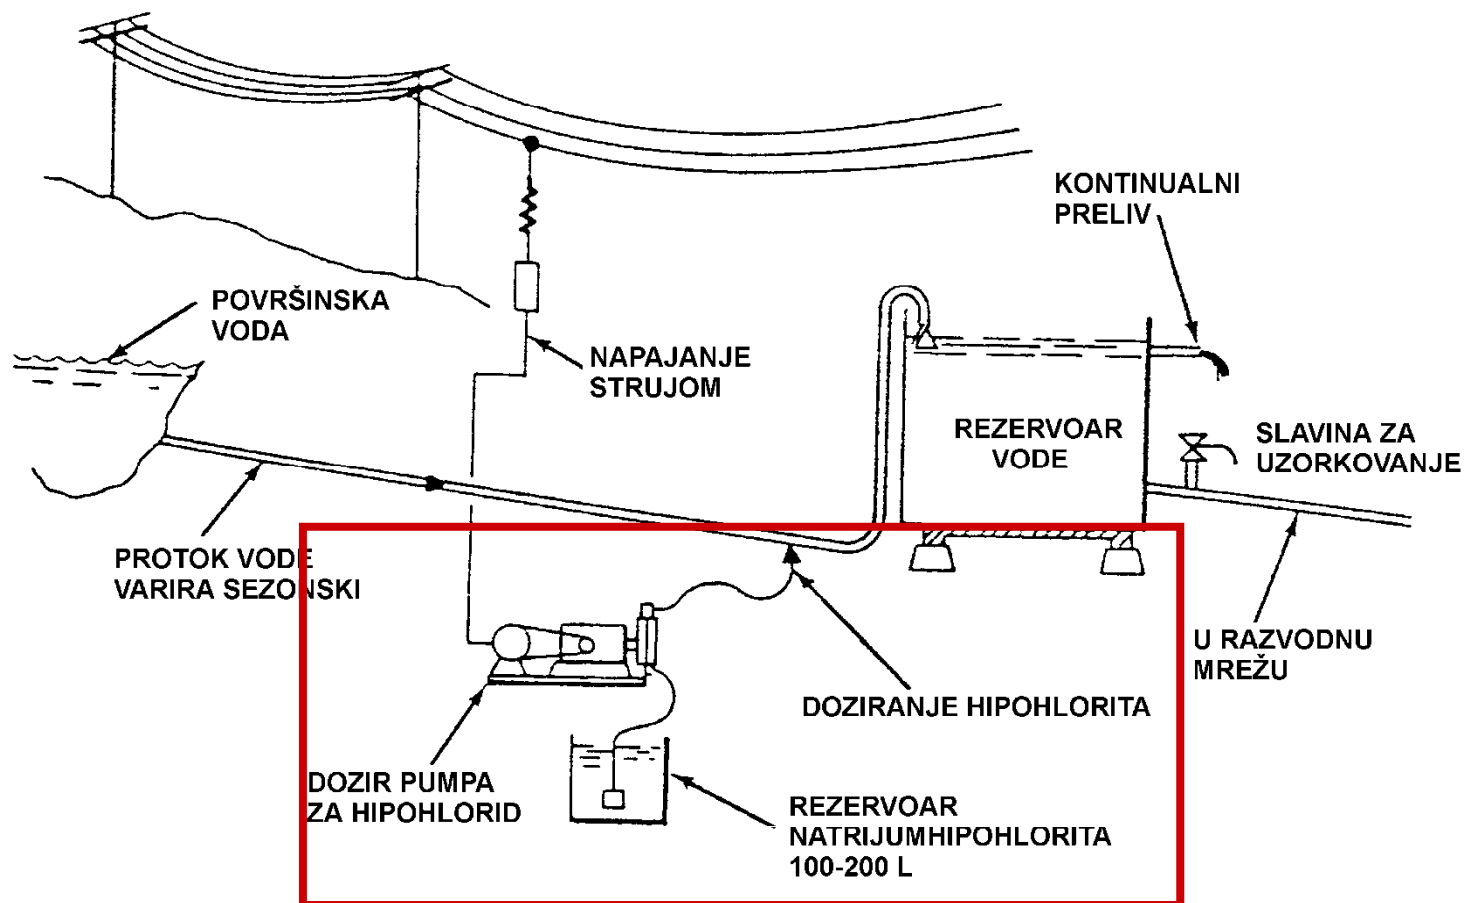 KONTINUALNI
PRELIV
POVRŠINSKA
VODA
NAPAJANJE
STRUJOM
REZERVOAR
VODE
SLAVINA ZA
UZORKOVANJE
PROTOK VODE
VARIRA SEZONSKI
U RAZVODNU
MREŽU
DOZIRANJE HIPOHLORITA
DOZIR PUMPA
ZA HIPOHLORID
REZERVOAR
NATRIJUMHIPOHLORITA
100-200 L